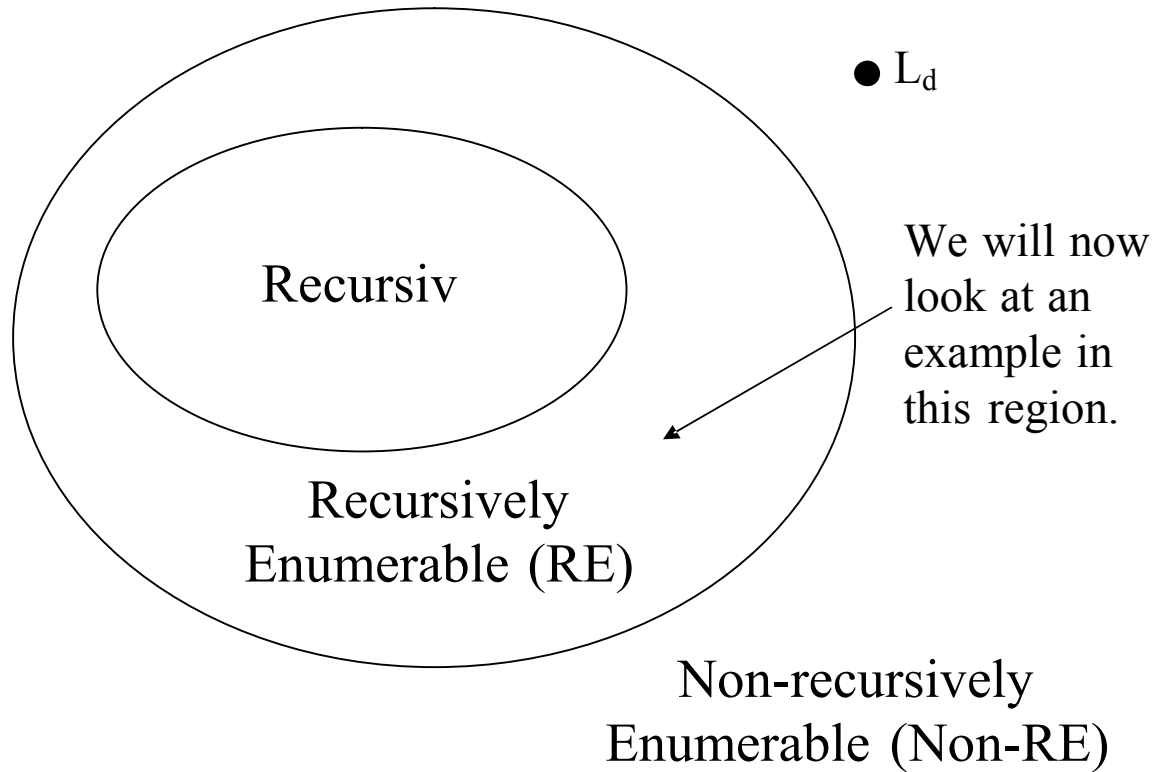 L_d
We will now
look at an
example in
this region.
Recursiv
Recursively
Enumerable (RE)
Non-recursively
Enumerable (Non-RE)